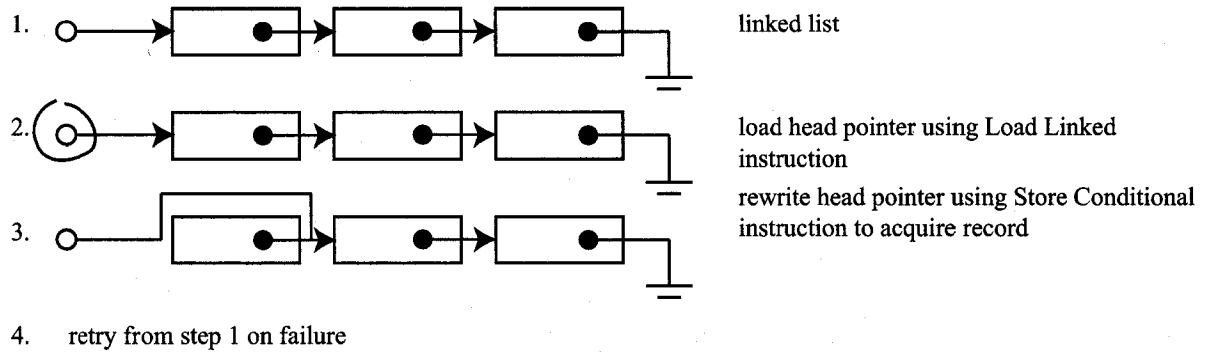 1. linked list
2. load head pointer using Load Linked
instruction
3. rewrite head pointer using Store Conditional
instruction to acquire record
4. retry from step 1 on failure